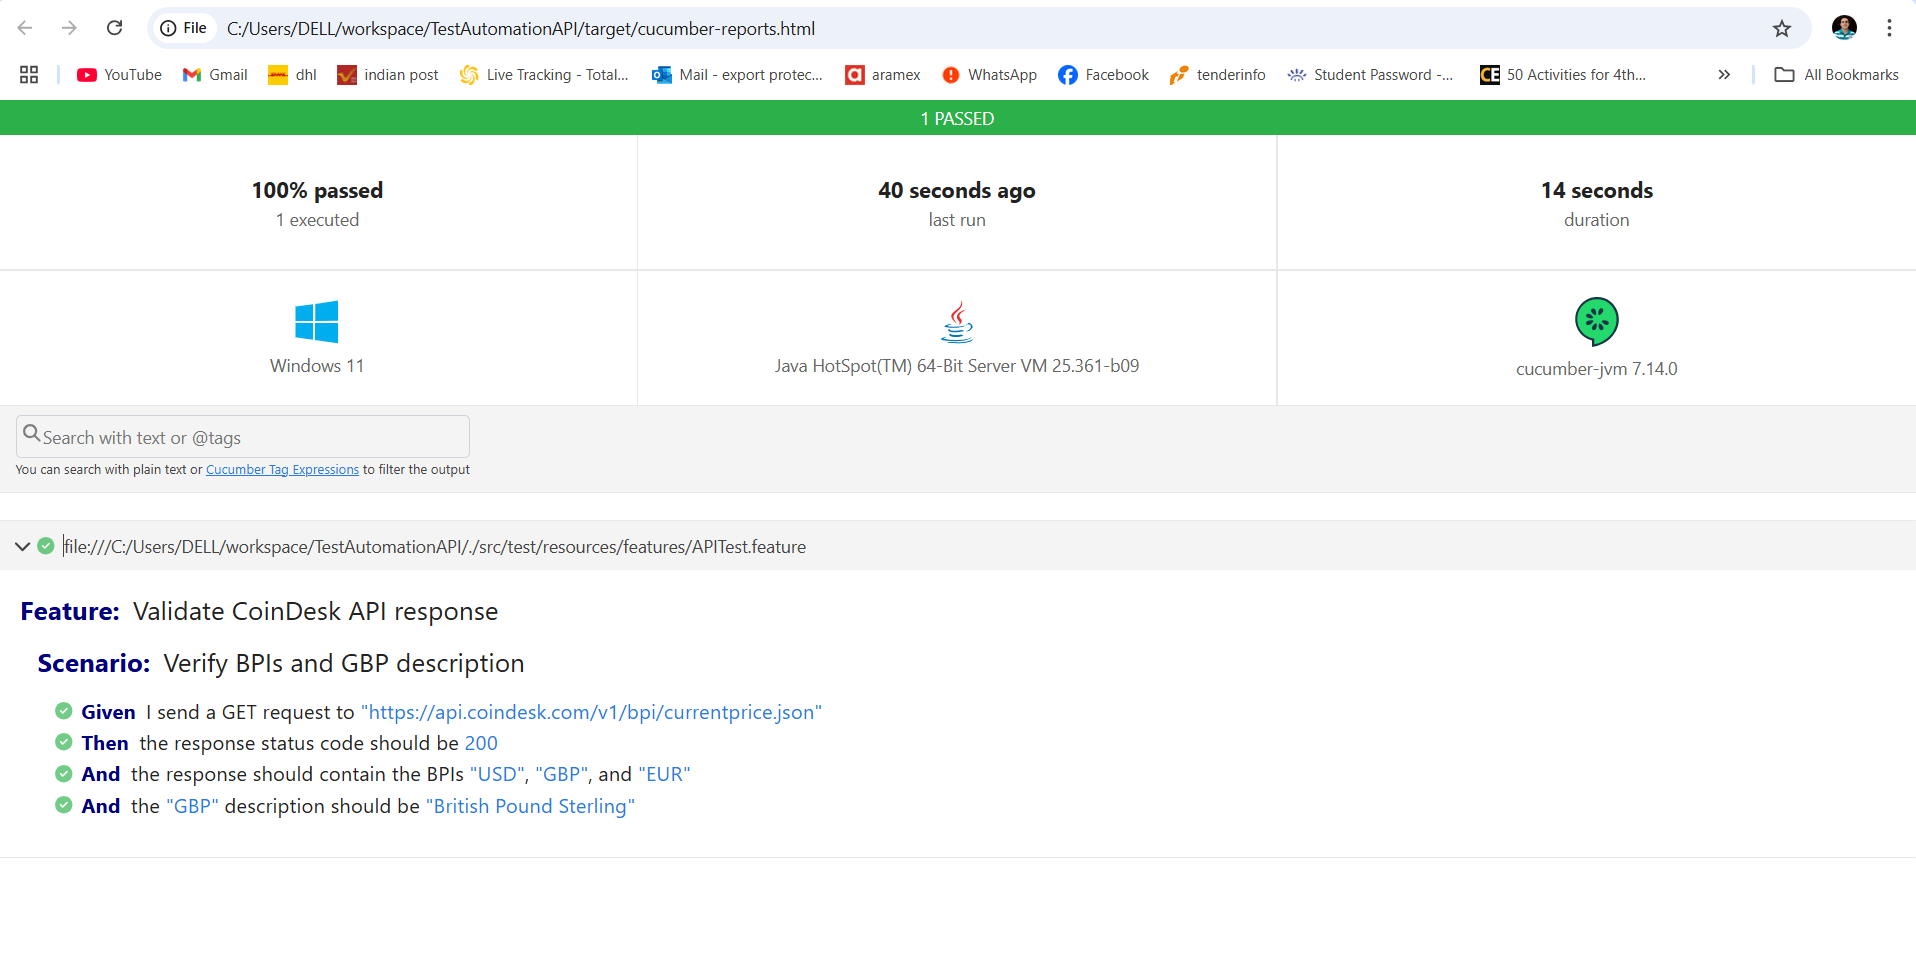 File C:/Users/DELL/workspace/TestAutomationAPI/target/cucumber-reports.html
YouTube Gmail dhl indian post Live Tracking - Total... Mail - export protec... aramex WhatsApp Facebook tenderinfo Student Password -... CE 50 Activities for 4th... » All Bookmarks
1 PASSED
100% passed
1 executed
40 seconds ago
last run
14 seconds
duration
Windows 11
Java HotSpot(TM) 64-Bit Server VM 25.361-b09
cucumber-jvm 7.14.0
Search with text or @tags
You can search with plain text or Cucumber Tag Expressions to filter the output
file:///C:/Users/DELL/workspace/TestAutomationAPI/./src/test/resources/features/APITest.feature
Feature: Validate CoinDesk API response
Scenario: Verify BPIs and GBP description
Given I send a GET request to "https://api.coindesk.com/v1/bpi/currentprice.json"
Then the response status code should be 200
And the response should contain the BPIs "USD", "GBP", and "EUR"
And the "GBP" description should be "British Pound Sterling"